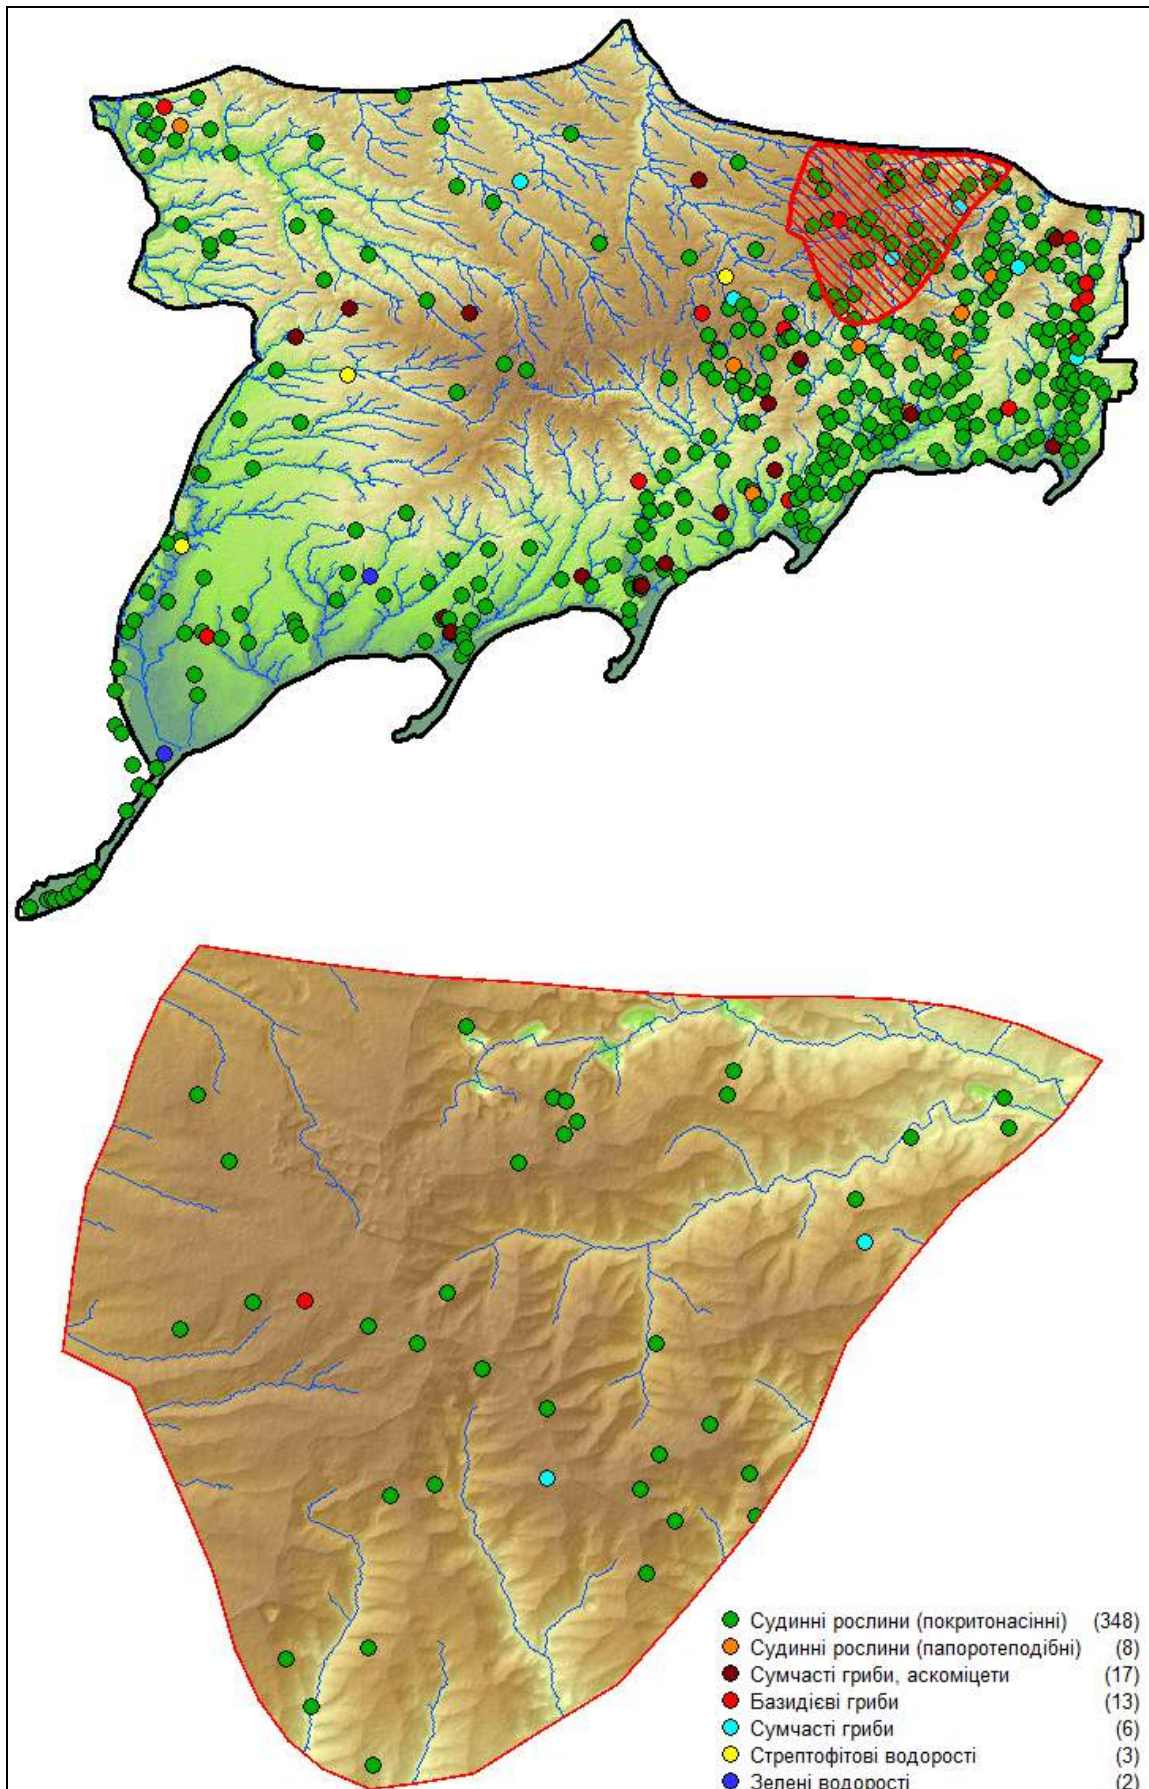 Судинні рослини (покритонасінні) (348)
Судинні рослини (папоротеподібні) (8)
Сумчасті гриби, аскоміцети (17)
Базидієві гриби (13)
Сумчасті гриби (6)
Стрептофітові водорості (3)
Зелені водорості (2)